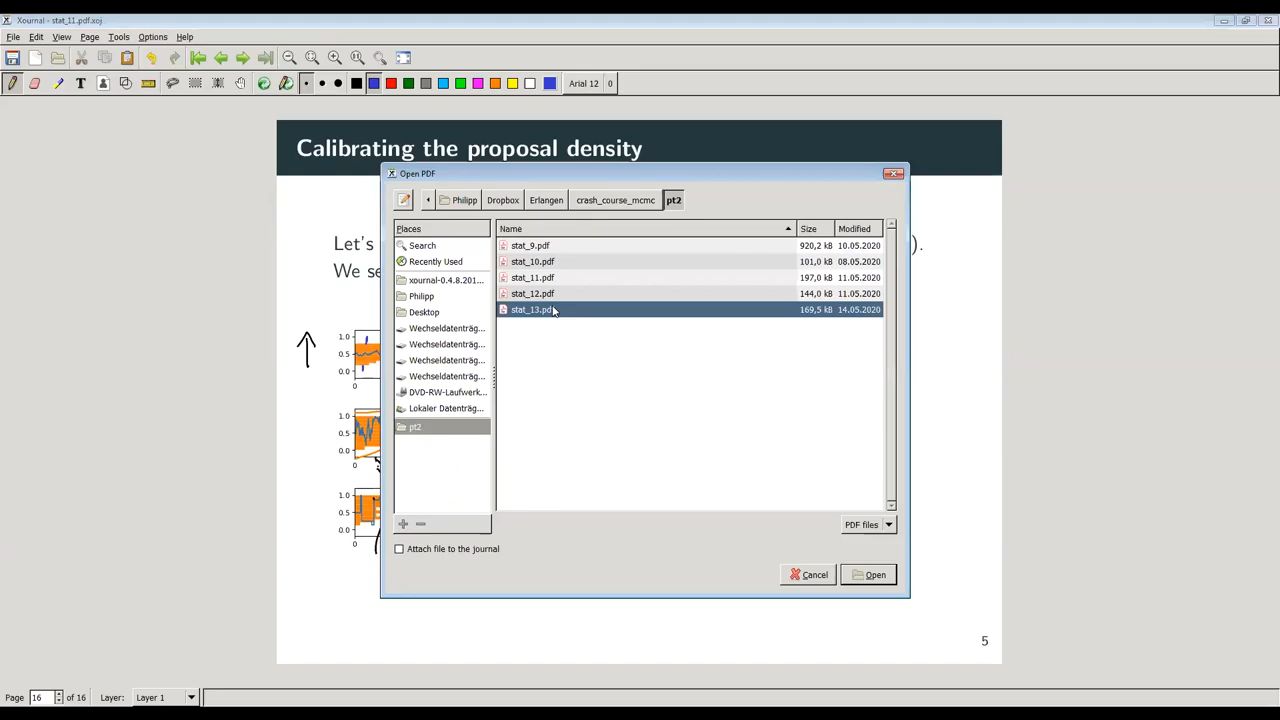 Xournal - stat_11.pdf.xoj
File Edit View Page Tools Options Help
Arial 12 0
Calibrating the proposal density
Open PDF
Philipp Dropbox Erlangen crash_course_mcmc pt2
Places
Search
Recently Used
xournal-0.4.8.201...
Philipp
Desktop
Wechseldatenträg...
Wechseldatenträg...
Wechseldatenträg...
Wechseldatenträg...
DVD-RW-Laufwerk...
Lokaler Datenträg...
pt2
Name Size Modified
stat_9.pdf 920,2 kB 10.05.2020
stat_10.pdf 101,0 kB 08.05.2020
stat_11.pdf 197,0 kB 11.05.2020
stat_12.pdf 144,0 kB 11.05.2020
stat_13.pdf 169,5 kB 14.05.2020
PDF files
Attach file to the journal
Cancel Open
Let's ).
We se
1.0
0.5
0.0
0
1.0
0.5
0.0
0
1.0
0.5
0.0
0
5
Page 16 of 16 Layer: Layer 1